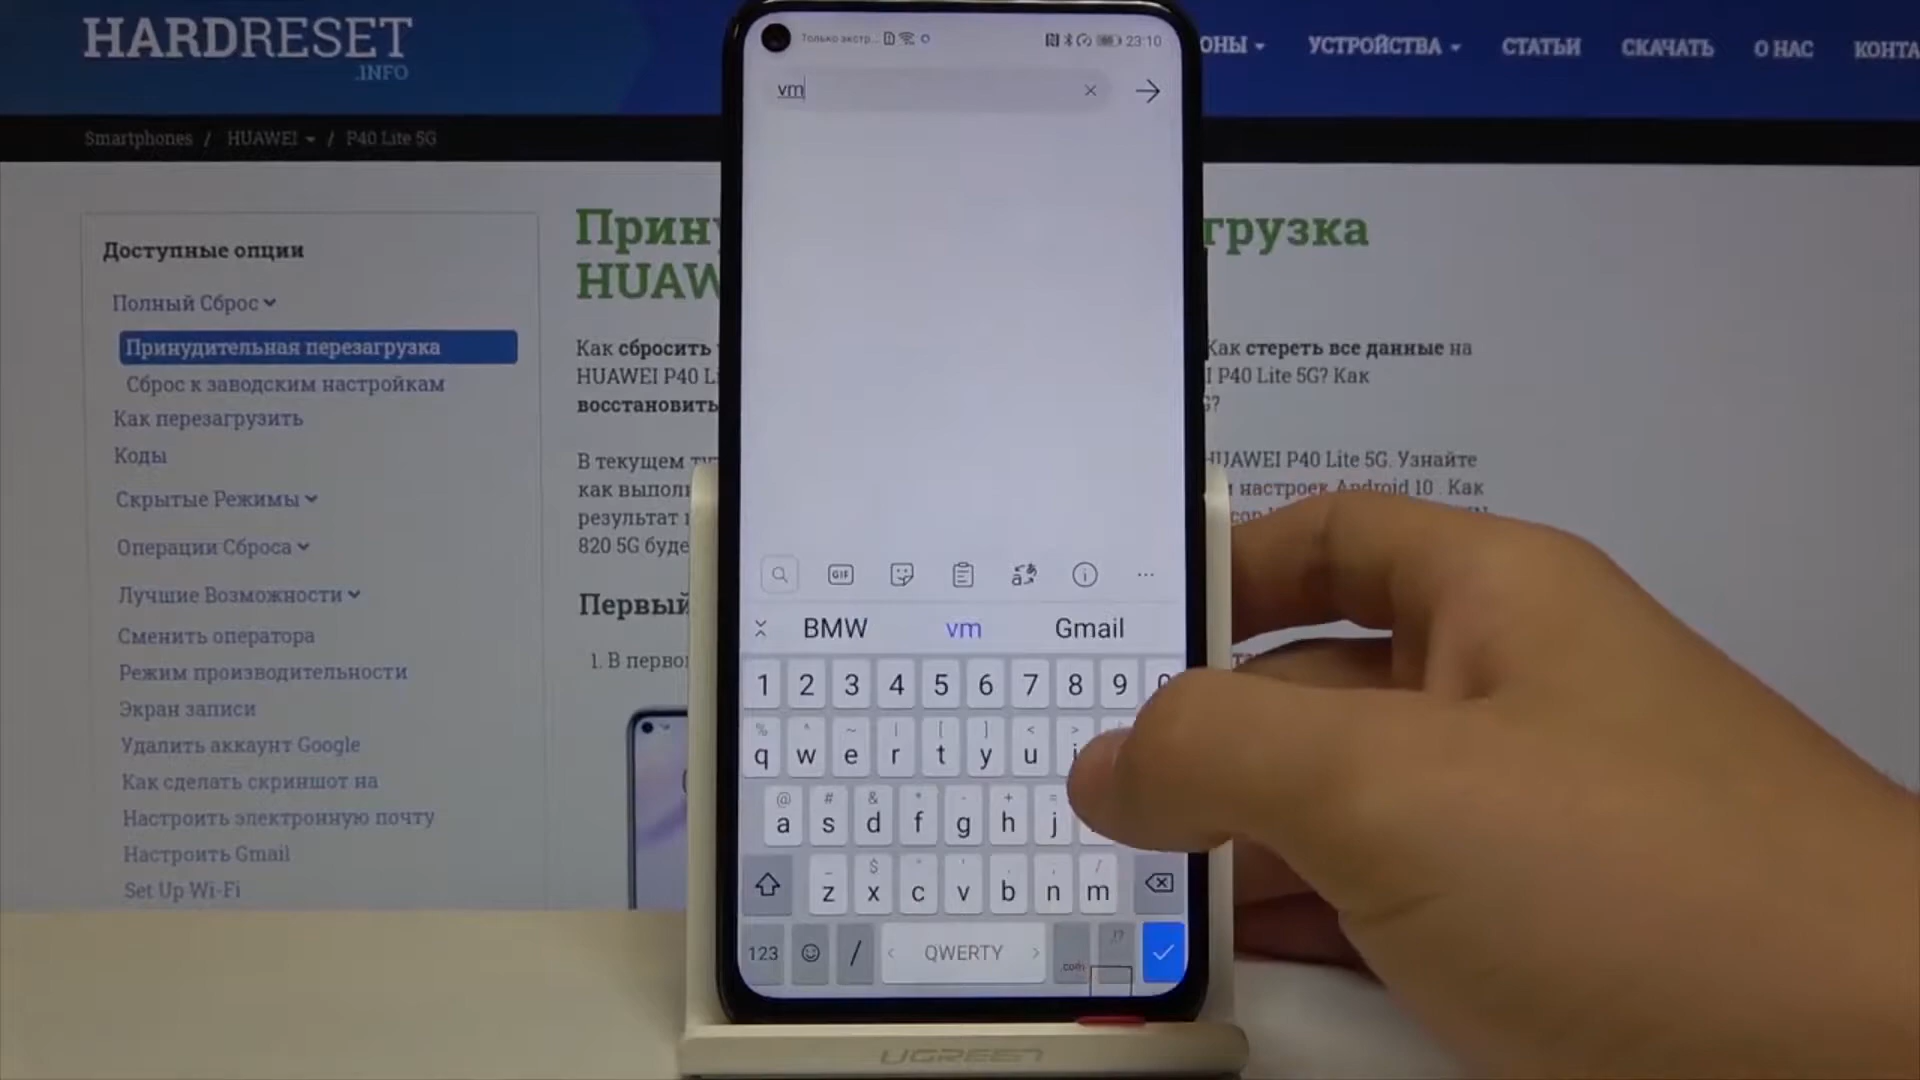 HARDRESET
.INFO
ОНЫ УСТРОЙСТВА СТАТЬИ СКАЧАТЬ О НАС КОНТА
Smartphones / HUAWEI / P40 Lite 5G
Только экстр... 23:10
vm
Доступные опции
Полный Сброс
Принудительная перезагрузка
Сброс к заводским настройкам
Как перезагрузить
Коды
Скрытые Режимы
Операции Сброса
Лучшие Возможности
Сменить оператора
Режим производительности
Экран записи
Удалить аккаунт Google
Как сделать скриншот на
Настроить электронную почту
Настроить Gmail
Set Up Wi-Fi
Прину грузка
HUAW
Как сбросить Как стереть все данные на
HUAWEI P40 L I P40 Lite 5G? Как
восстановить
В текущем HUAWEI P40 Lite 5G. Узнайте
как выпол настроек Android 10 . Как
результат
820 5G буде
Первый
1. В перво
GIF
BMW vm Gmail
1 2 3 4 5 6 7 8 9
% ^ ~ | [ ] < >
q w e r t y u i
@ # & * - + =
a s d f g h j
z x c v b n m
123 / QWERTY .com !?
UGREEN